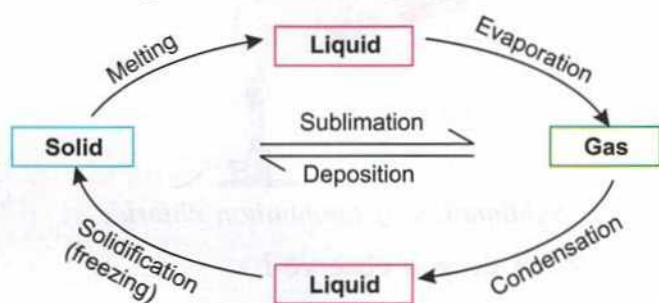 Liquid
Melting
Evaporation
Solid
Sublimation
Deposition
Gas
Solidification
(freezing)
Condensation
Liquid